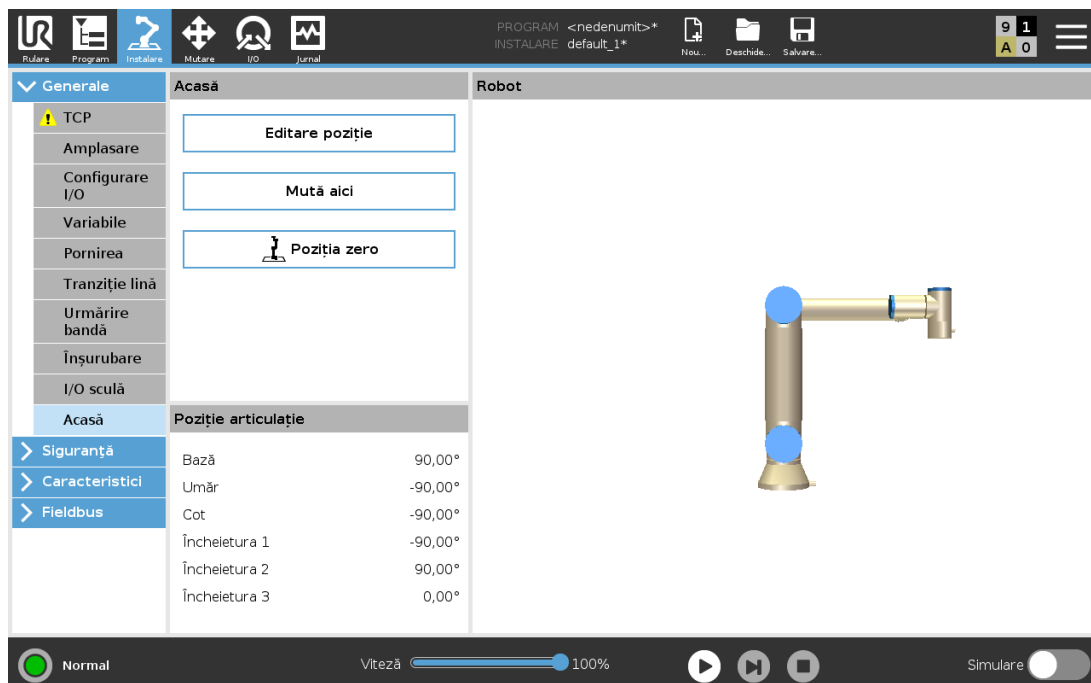 PROGRAM <nedenumit>*
INSTALARE default_1*
Rulare
Program
Instalare
Mutare
I/O
Jurnal
Nou...
Deschide...
Salvare...
9 1
A 0
Generale
TCP
Amplasare
Configurare
I/O
Variabile
Pornirea
Tranziție lină
Urmărire
bandă
Înșurubare
I/O sculă
Acasă
Siguranță
Caracteristici
Fieldbus
Acasă
Editare poziție
Mută aici
Poziția zero
Poziție articulație
Bază 90,00°
Umăr -90,00°
Cot -90,00°
Încheietura 1 -90,00°
Încheietura 2 90,00°
Încheietura 3 0,00°
Robot
Normal
Viteză 100%
Simulare